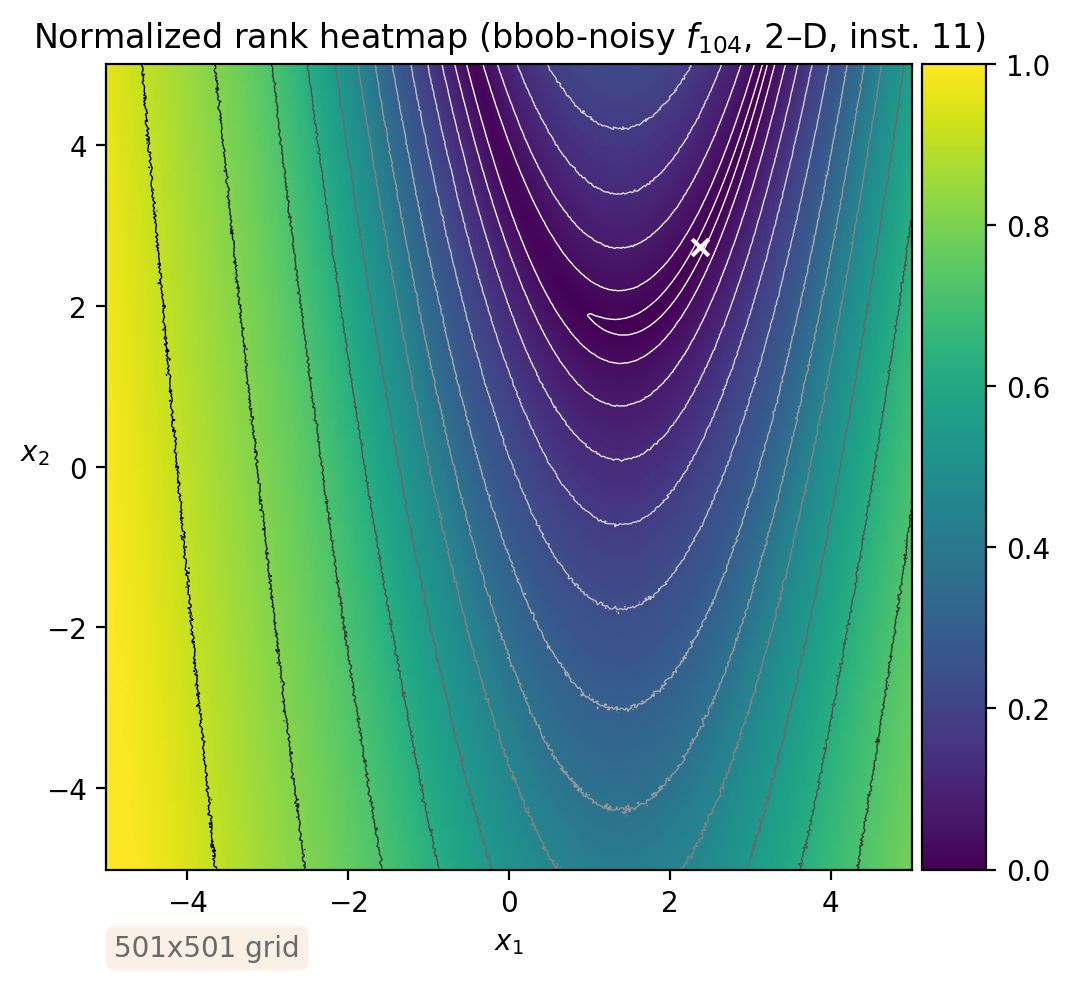 Normalized rank heatmap (bbob-noisy f₁₀₄, 2–D, inst. 11)
4
2
0
−2
−4
x₂
−4 −2 0 2 4
x₁
1.0
0.8
0.6
0.4
0.2
0.0
501x501 grid